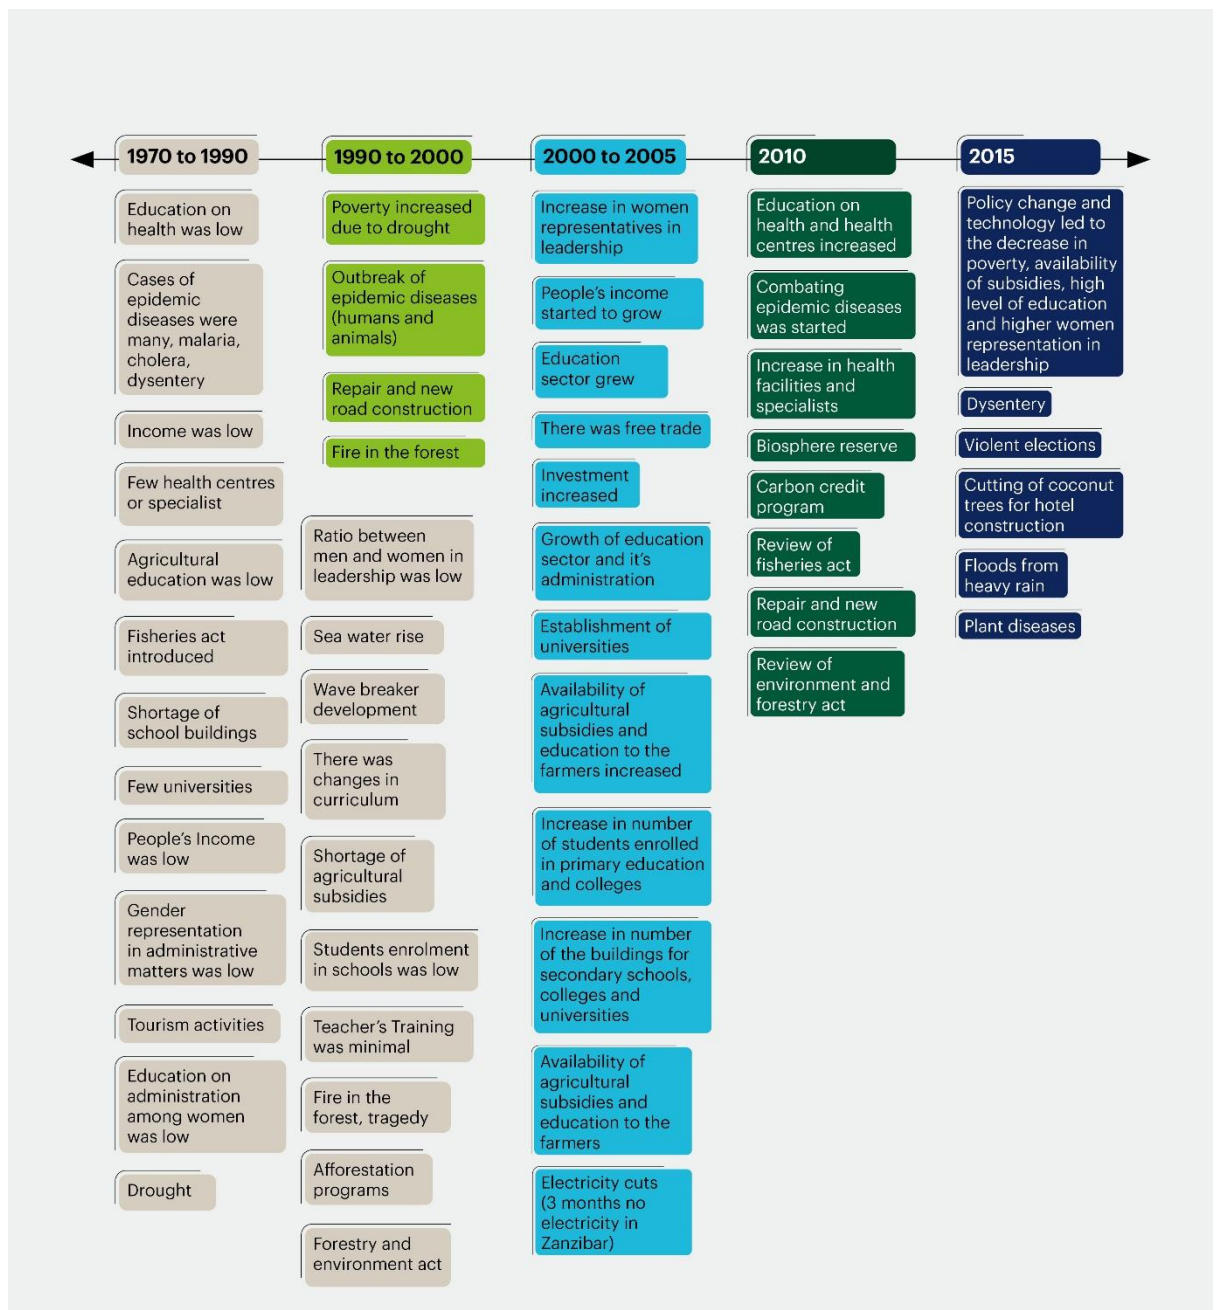 1970 to 1990
Education on
health was low
Cases of
epidemic
diseases were
many, malaria,
cholera,
dysentery
Income was low
Few health centres
or specialist
Agricultural
education was low
Fisheries act
introduced
Shortage of
school buildings
Few universities
People's Income
was low
Gender
representation
in administrative
matters was low
Tourism activities
Education on
administration
among women
was low
Drought
1990 to 2000
Poverty increased
due to drought
Outbreak of
epidemic diseases
(humans and
animals)
Repair and new
road construction
Fire in the forest
Ratio between
men and women in
leadership was low
Sea water rise
Wave breaker
development
There was
changes in
curriculum
Shortage of
agricultural
subsidies
Students enrolment
in schools was low
Teacher's Training
was minimal
Fire in the
forest, tragedy
Afforestation
programs
Forestry and
environment act
2000 to 2005
Increase in women
representatives in
leadership
People's income
started to grow
Education
sector grew
There was free trade
Investment
increased
Growth of education
sector and it's
administration
Establishment of
universities
Availability of
agricultural
subsidies and
education to the
farmers increased
Increase in number
of students enrolled
in primary education
and colleges
Increase in number
of the buildings for
secondary schools,
colleges and
universities
Availability of
agricultural
subsidies and
education to the
farmers
Electricity cuts
(3 months no
electricity in
Zanzibar)
2010
Education on
health and health
centres increased
Combating
epidemic diseases
was started
Increase in health
facilities and
specialists
Biosphere reserve
Carbon credit
program
Review of
fisheries act
Repair and new
road construction
Review of
environment and
forestry act
2015
Policy change and
technology led to
the decrease in
poverty, availability
of subsidies, high
level of education
and higher women
representation in
leadership
Dysentery
Violent elections
Cutting of coconut
trees for hotel
construction
Floods from
heavy rain
Plant diseases